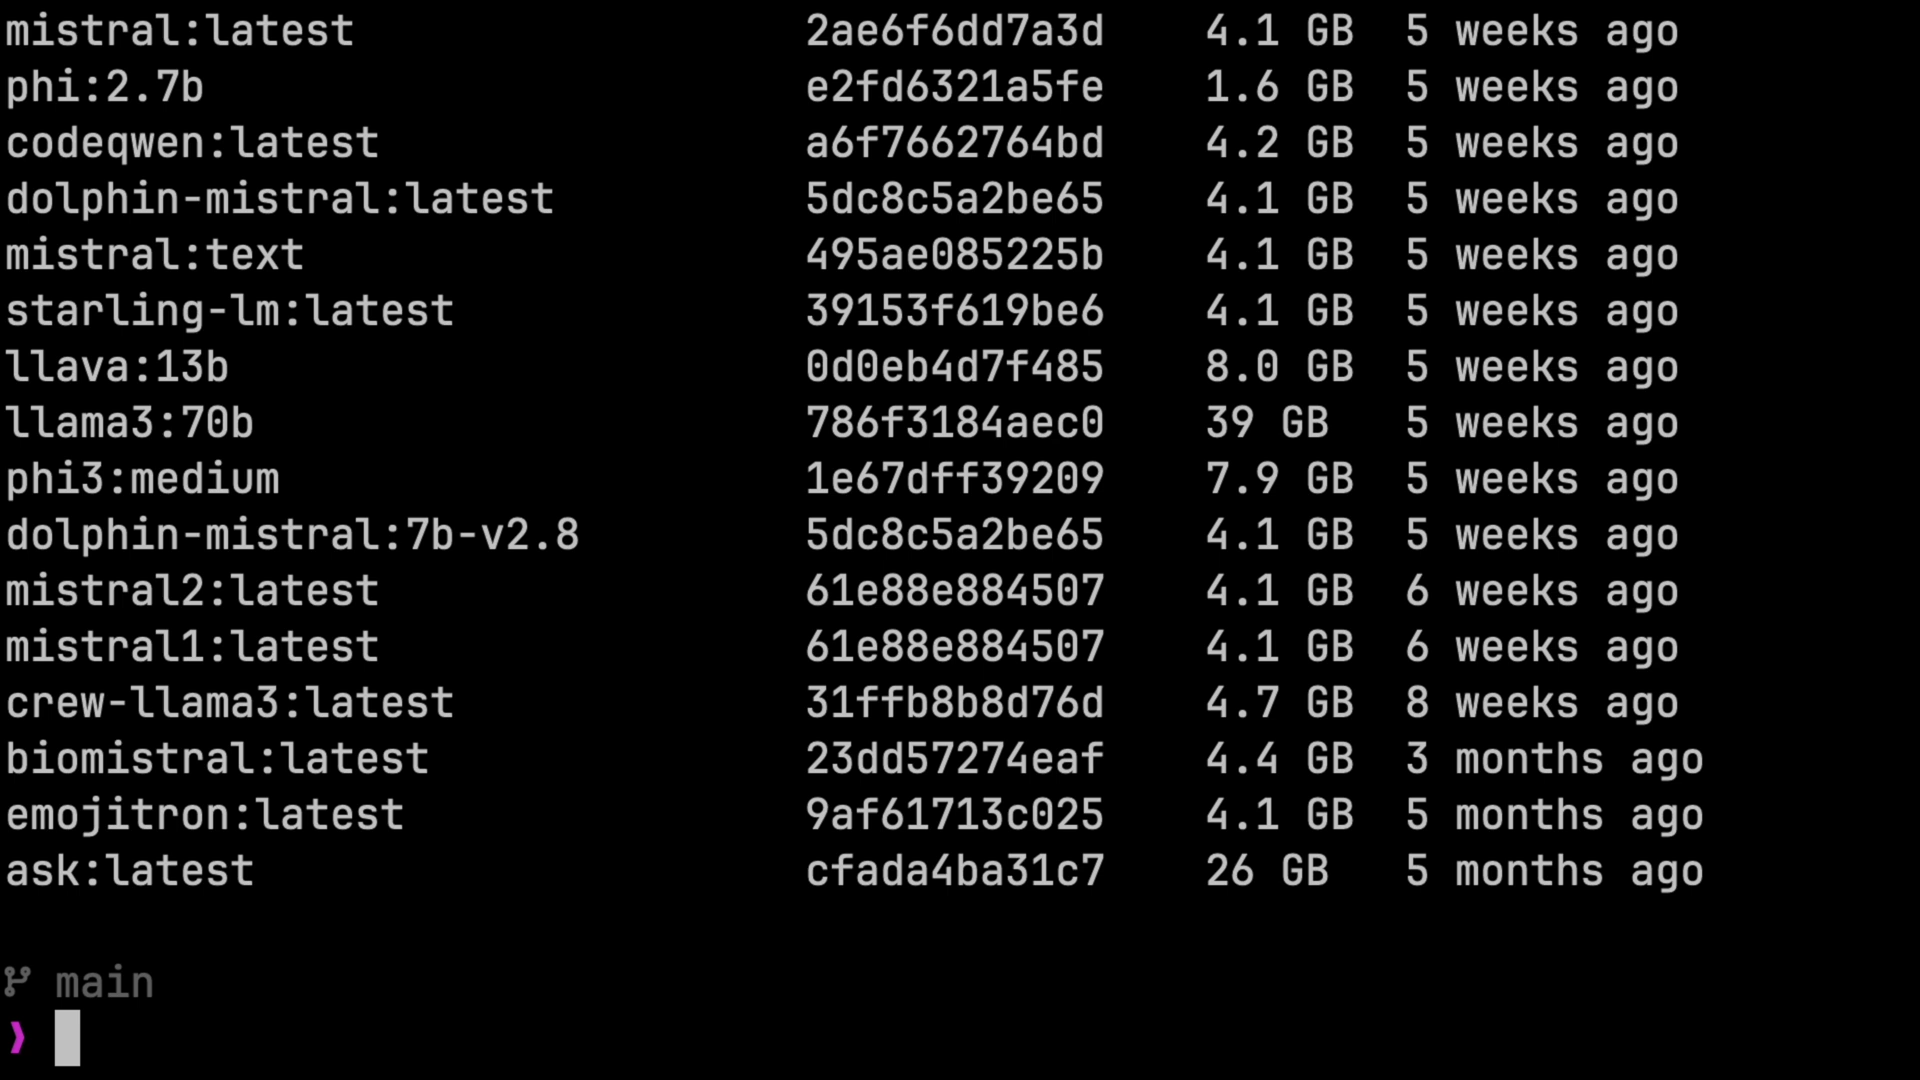 mistral:latest 2ae6f6dd7a3d 4.1 GB 5 weeks ago
phi:2.7b e2fd6321a5fe 1.6 GB 5 weeks ago
codeqwen:latest a6f7662764bd 4.2 GB 5 weeks ago
dolphin-mistral:latest 5dc8c5a2be65 4.1 GB 5 weeks ago
mistral:text 495ae085225b 4.1 GB 5 weeks ago
starling-lm:latest 39153f619be6 4.1 GB 5 weeks ago
llava:13b 0d0eb4d7f485 8.0 GB 5 weeks ago
llama3:70b 786f3184aec0 39 GB 5 weeks ago
phi3:medium 1e67dff39209 7.9 GB 5 weeks ago
dolphin-mistral:7b-v2.8 5dc8c5a2be65 4.1 GB 5 weeks ago
mistral2:latest 61e88e884507 4.1 GB 6 weeks ago
mistral1:latest 61e88e884507 4.1 GB 6 weeks ago
crew-llama3:latest 31ffb8b8d76d 4.7 GB 8 weeks ago
biomistral:latest 23dd57274eaf 4.4 GB 3 months ago
emojitron:latest 9af61713c025 4.1 GB 5 months ago
ask:latest cfada4ba31c7 26 GB 5 months ago
main
❯